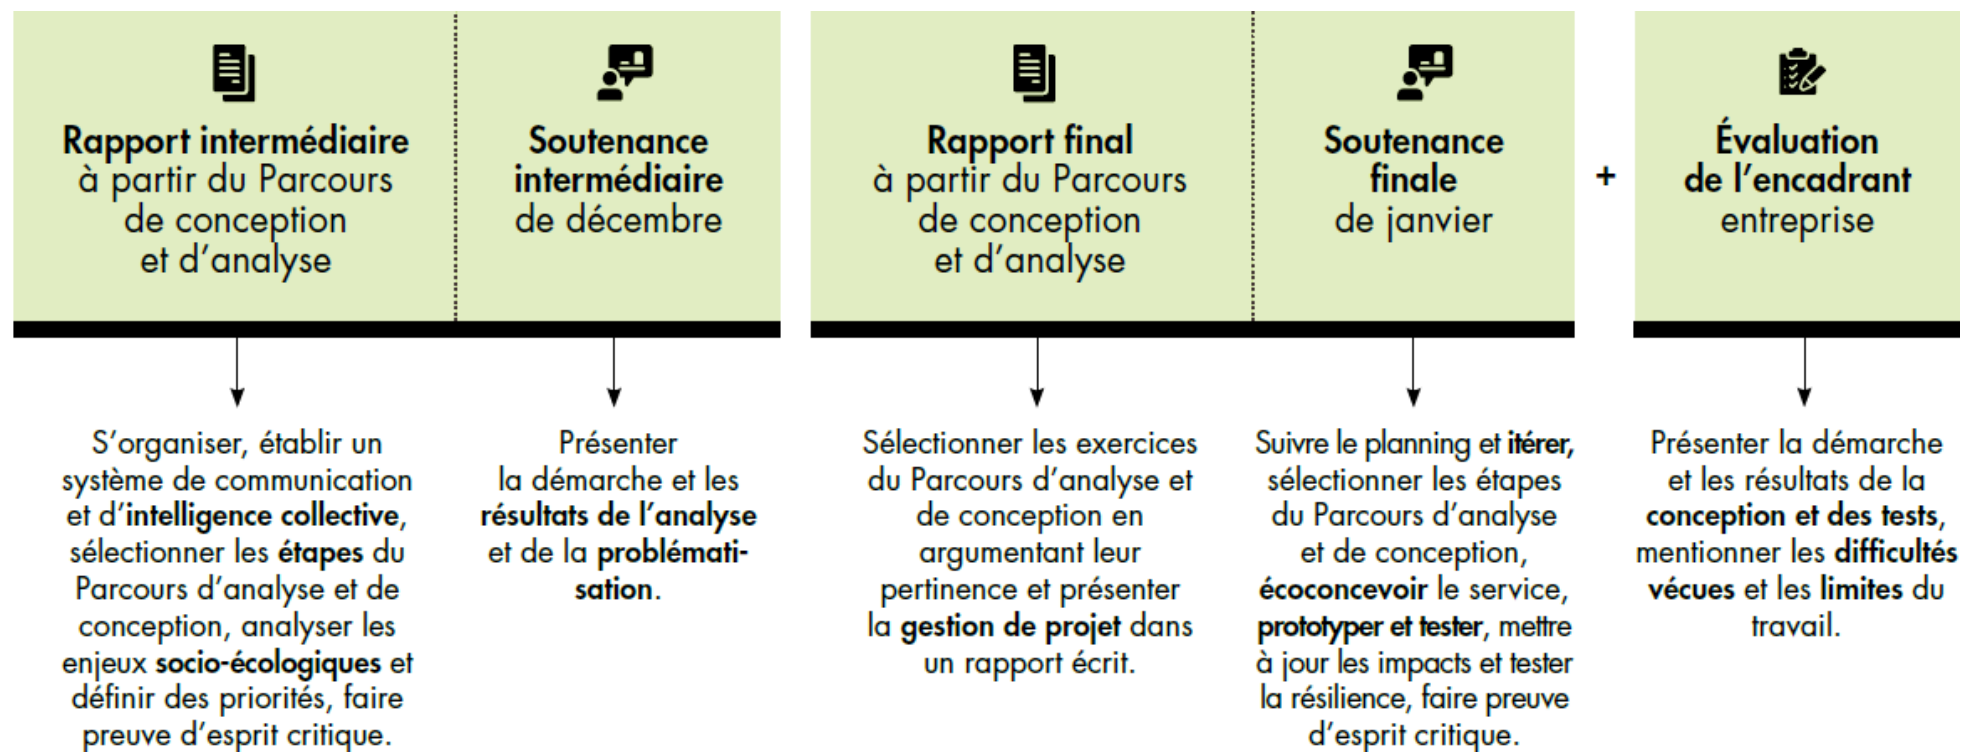 Rapport intermédiaire
à partir du Parcours
de conception
et d'analyse
Soutenance
intermédiaire
de décembre
Rapport final
à partir du Parcours
de conception
et d'analyse
Soutenance
finale
de janvier
+
Évaluation
de l'encadrant
entreprise
S'organiser, établir un
système de communication
et d'intelligence collective,
sélectionner les étapes du
Parcours d'analyse et de
conception, analyser les
enjeux socio-écologiques et
définir des priorités, faire
preuve d'esprit critique.
Présenter
la démarche et les
résultats de l'analyse
et de la problémati-
sation.
Sélectionner les exercices
du Parcours d'analyse et
de conception en
argumentant leur
pertinence et présenter
la gestion de projet dans
un rapport écrit.
Suivre le planning et itérer,
sélectionner les étapes
du Parcours d'analyse
et de conception,
écoconcevoir le service,
prototyper et tester, mettre
à jour les impacts et tester
la résilience, faire preuve
d'esprit critique.
Présenter la démarche
et les résultats de la
conception et des tests,
mentionner les difficultés
vécues et les limites du
travail.